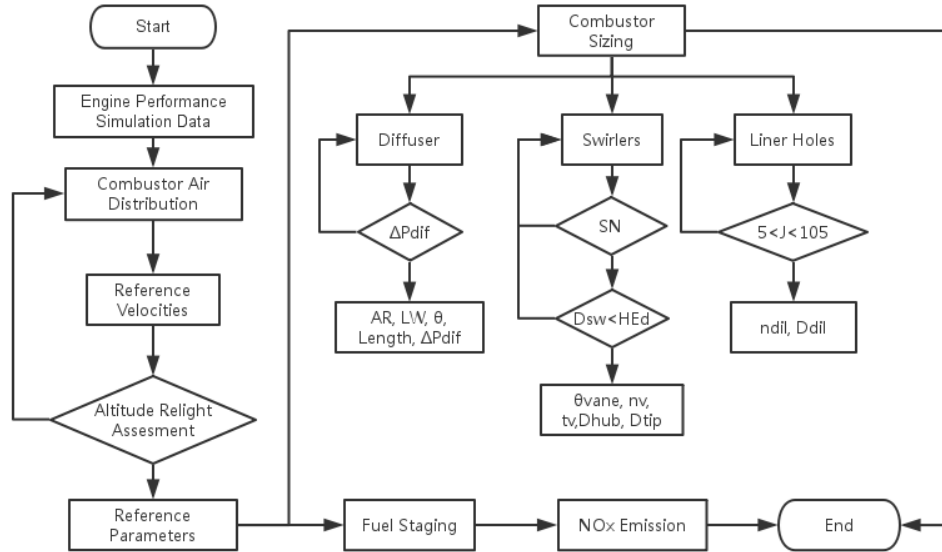 Start
Engine Performance
Simulation Data
Combustor Air
Distribution
Reference
Velocities
Altitude Relight
Assesment
Reference
Parameters
Combustor
Sizing
Diffuser
ΔPdif
AR, LW, θ,
Length, ΔPdif
Swirlers
SN
Dsw<HEd
θvane, nv,
tv,Dhub, Dtip
Liner Holes
5<J<105
ndil, Ddil
Fuel Staging
NOx Emission
End